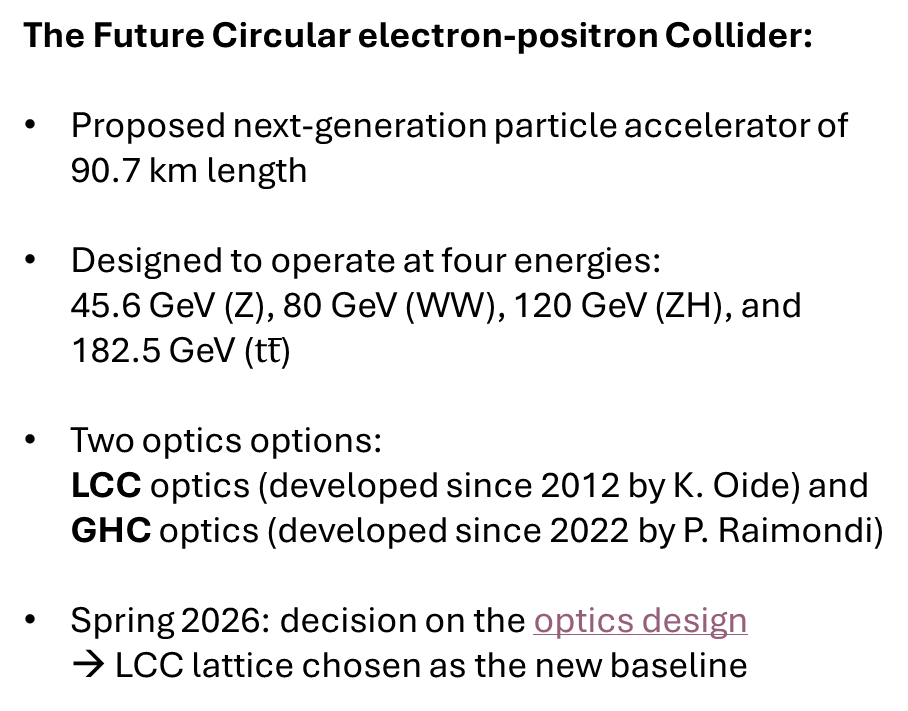 The Future Circular electron-positron Collider:
• Proposed next-generation particle accelerator of
90.7 km length
• Designed to operate at four energies:
45.6 GeV (Z), 80 GeV (WW), 120 GeV (ZH), and
182.5 GeV (tt̅)
• Two optics options:
LCC optics (developed since 2012 by K. Oide) and
GHC optics (developed since 2022 by P. Raimondi)
• Spring 2026: decision on the optics design
→ LCC lattice chosen as the new baseline